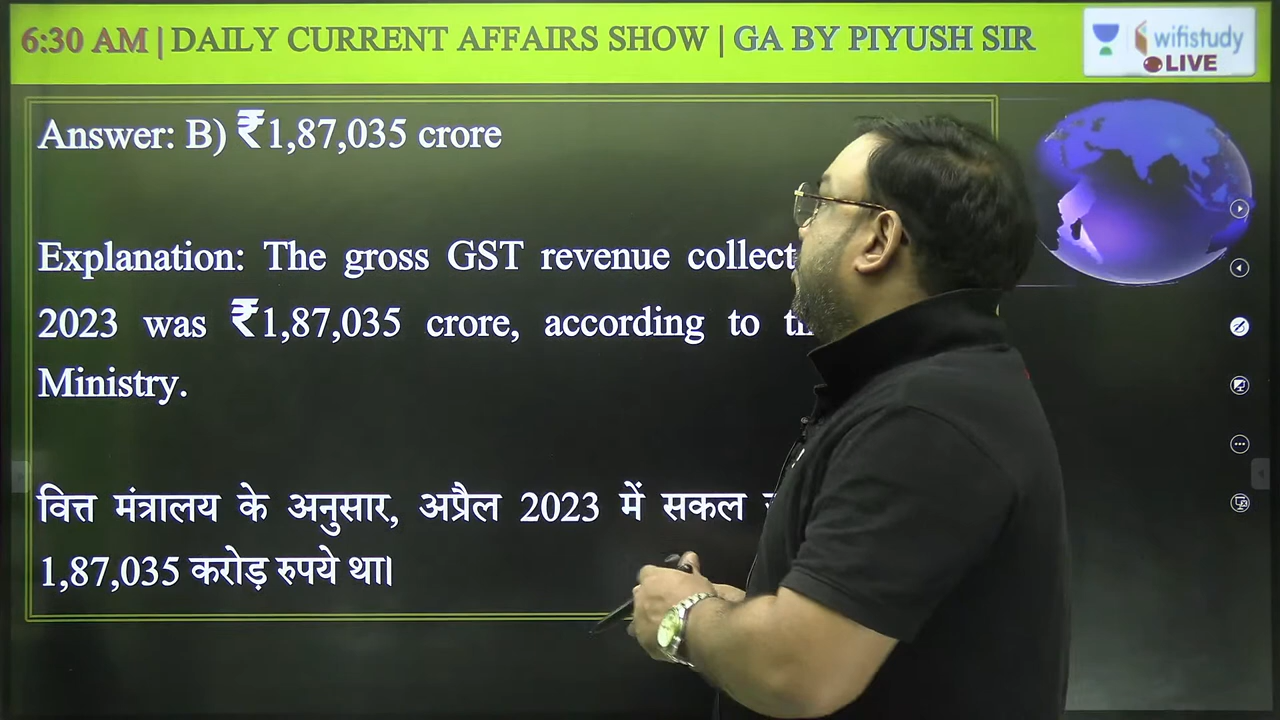 6:30 AM | DAILY CURRENT AFFAIRS SHOW | GA BY PIYUSH SIR
wifistudy
LIVE
Answer: B) ₹1,87,035 crore
Explanation: The gross GST revenue
2023 was ₹1,87,035 crore, according to
Ministry.
वित्त मंत्रालय के अनुसार, अप्रैल 2023 में सकल
1,87,035 करोड़ रुपये था।